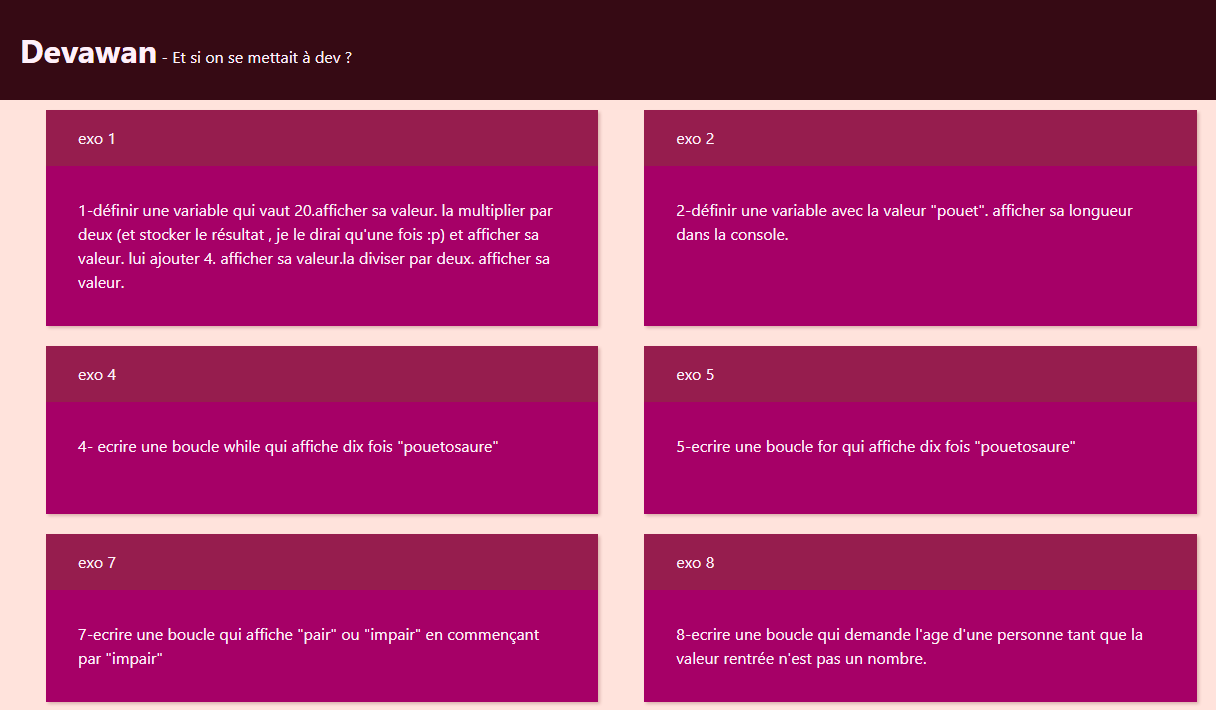 Devawan - Et si on se mettait à dev ?
exo 1
1-définir une variable qui vaut 20.afficher sa valeur. la multiplier par
deux (et stocker le résultat , je le dirai qu'une fois :p) et afficher sa
valeur. lui ajouter 4. afficher sa valeur.la diviser par deux. afficher sa
valeur.
exo 2
2-définir une variable avec la valeur "pouet". afficher sa longueur
dans la console.
exo 4
4- ecrire une boucle while qui affiche dix fois "pouetosaure"
exo 5
5-ecrire une boucle for qui affiche dix fois "pouetosaure"
exo 7
7-ecrire une boucle qui affiche "pair" ou "impair" en commençant
par "impair"
exo 8
8-ecrire une boucle qui demande l'age d'une personne tant que la
valeur rentrée n'est pas un nombre.